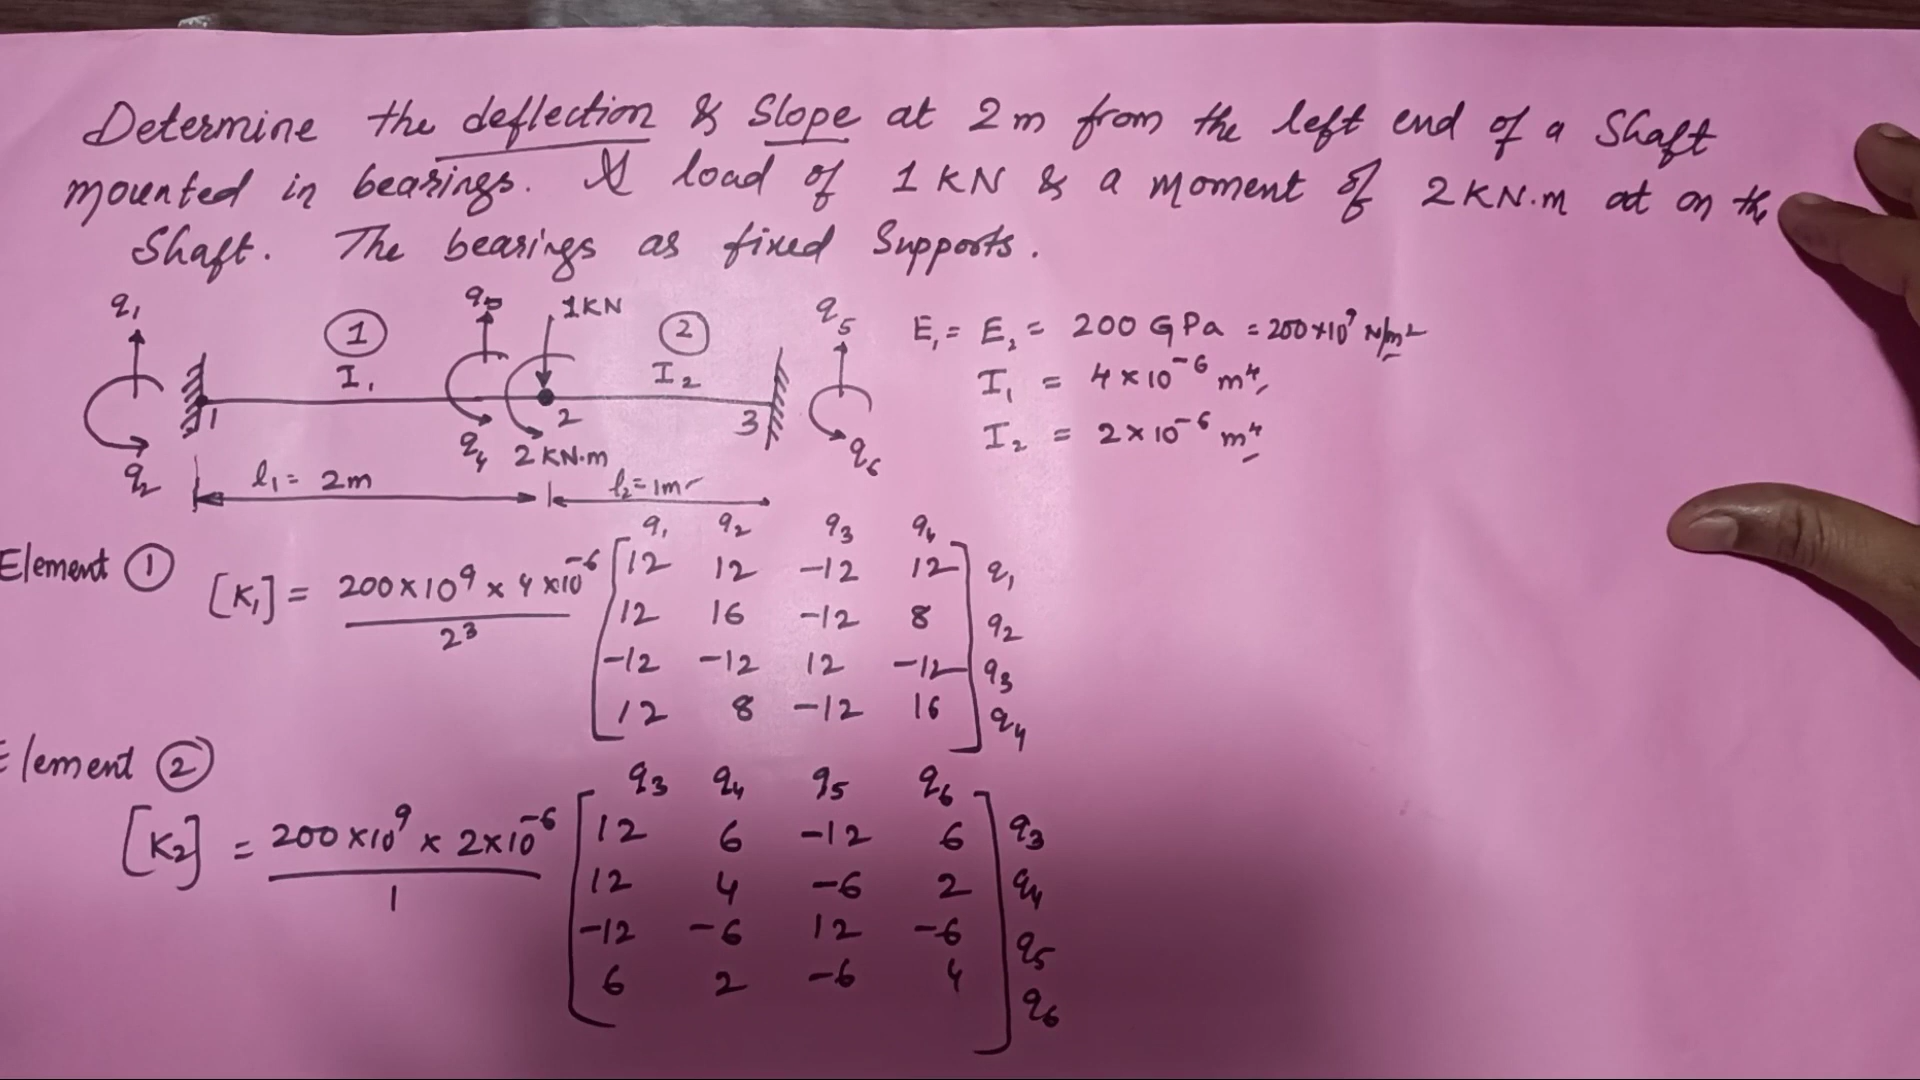 Determine the deflection & Slope at 2m from the left end of a Shaft
mounted in bearings. A load of 1 KN & a moment of 2 KN.m at on the
Shaft. The bearings as fixed Supports.
q₁ q₃ 1KN q₅
① ②
I₁ I₂
E₁ = E₂ = 200 GPa = 200×10⁹ N/m²
I₁ = 4×10⁻⁶ m⁴
I₂ = 2×10⁻⁶ m⁴
1 2 3
q₂ q₄ 2 KN.m q₆
l₁ = 2m l₂ = 1m
q₁ q₂ q₃ q₄
Element ① [K₁] = 200×10⁹ × 4×10⁻⁶ / 2³
12 12 -12 12 q₁
12 16 -12 8 q₂
-12 -12 12 -12 q₃
12 8 -12 16 q₄
Element ②
q₃ q₄ q₅ q₆
[K₂] = 200×10⁹ × 2×10⁻⁶ / 1
12 6 -12 6 q₃
12 4 -6 2 q₄
-12 -6 12 -6 q₅
6 2 -6 4 q₆